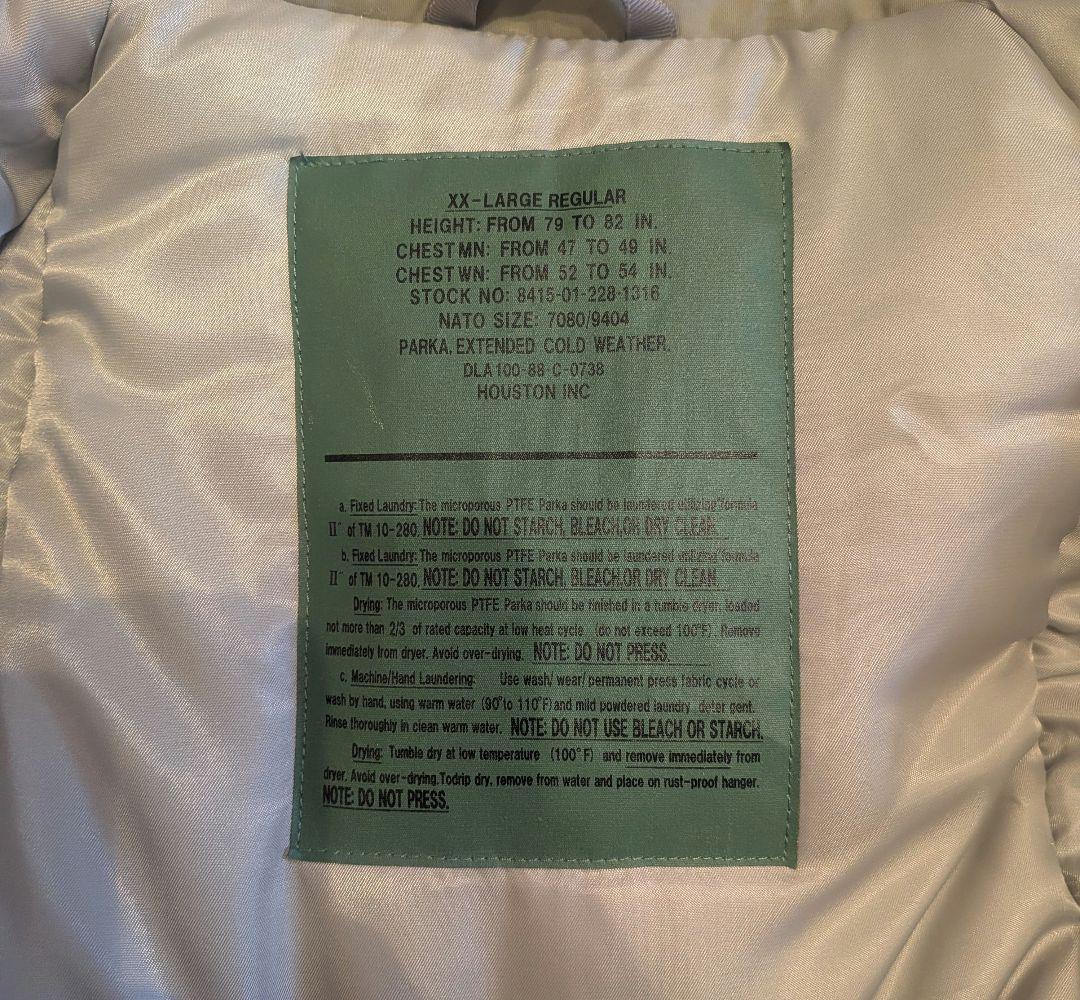 XX-LARGE REGULAR
HEIGHT: FROM 79 TO 82 IN.
CHEST MN: FROM 47 TO 49 IN.
CHEST WN: FROM 52 TO 54 IN.
STOCK NO: 8415-01-228-1316
NATO SIZE: 7080/9404
PARKA, EXTENDED COLD WEATHER.
DLA100-88-C-0738
HOUSTON INC
a. Fixed Laundry: The microporous PTFE Parka should be laundered utilizing formula
II" of TM 10-280. NOTE: DO NOT STARCH, BLEACH,OR DRY CLEAN.
b. Fixed Laundry: The microporous PTFE Parka should be laundered utilizing formula
II" of TM 10-280. NOTE: DO NOT STARCH, BLEACH,OR DRY CLEAN.
Drying: The microporous PTFE Parka should be finished in a tumble dryer, loaded
not more than 2/3 of rated capacity at low heat cycle (do not exceed 100°F). Remove
immediately from dryer. Avoid over-drying. NOTE: DO NOT PRESS.
c. Machine/Hand Laundering: Use wash/ wear/ permanent press fabric cycle or
wash by hand, using warm water (90°to 110°F) and mild powdered laundry deter gent.
Rinse thoroughly in clean warm water. NOTE: DO NOT USE BLEACH OR STARCH.
Drying: Tumble dry at low temperature (100°F) and remove immediately from
dryer. Avoid over-drying.Todrip dry, remove from water and place on rust-proof hanger.
NOTE: DO NOT PRESS.